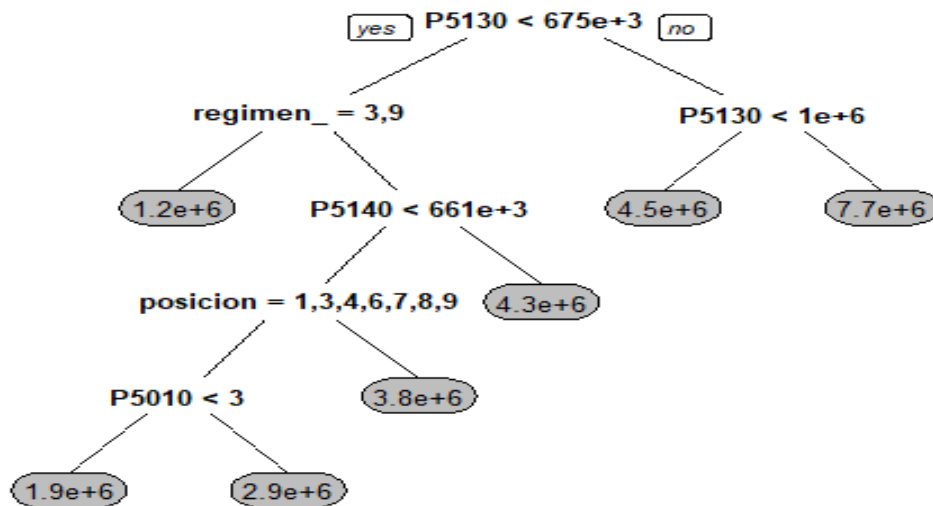 yes P5130 < 675e+3 no
regimen_ = 3,9 P5130 < 1e+6
1.2e+6 P5140 < 661e+3 4.5e+6 7.7e+6
posicion = 1,3,4,6,7,8,9 4.3e+6
P5010 < 3 3.8e+6
1.9e+6 2.9e+6